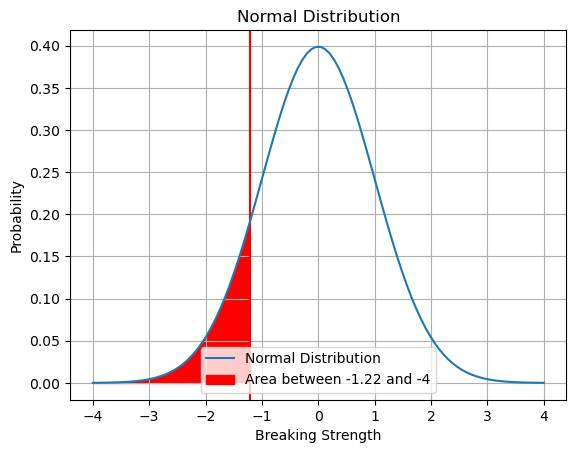 Normal Distribution
0.40
0.35
0.30
0.25
0.20
0.15
0.10
0.05
0.00
Probability
Normal Distribution
Area between -1.22 and -4
−4 −3 −2 −1 0 1 2 3 4
Breaking Strength